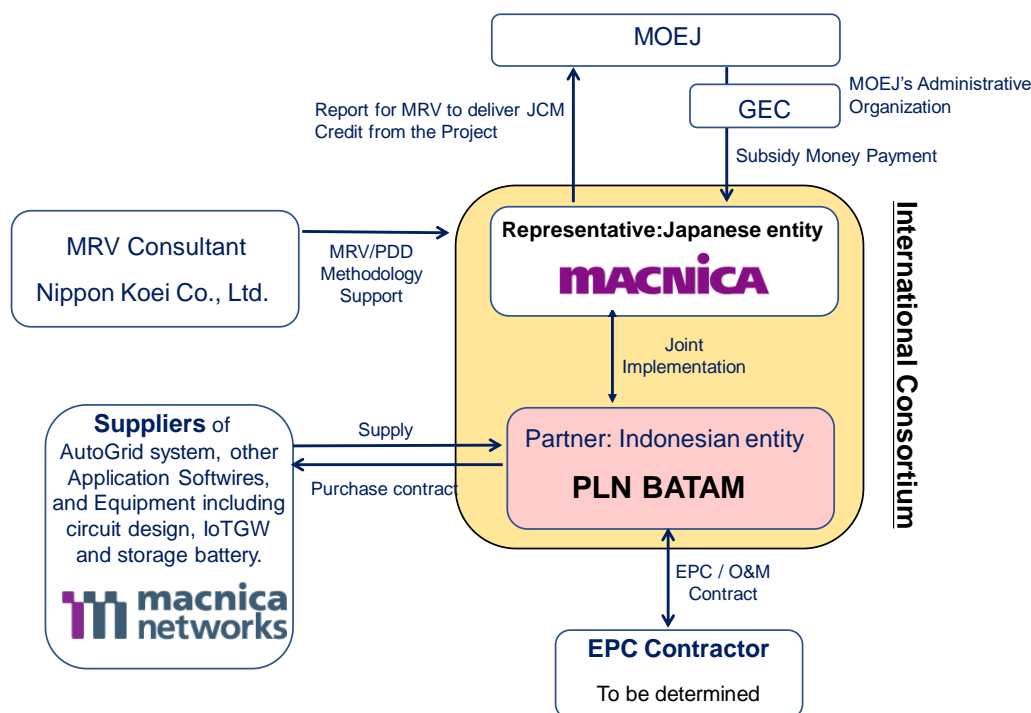 MOEJ
MOEJ's Administrative
Organization
GEC
Report for MRV to deliver JCM
Credit from the Project
Subsidy Money Payment
International Consortium
Representative:Japanese entity
MACNICA
MRV Consultant
Nippon Koei Co., Ltd.
MRV/PDD
Methodology
Support
Joint
Implementation
Suppliers of
AutoGrid system, other
Application Softwires,
and Equipment including
circuit design, IoTGW
and storage battery.
macnica
networks
Supply
Purchase contract
Partner: Indonesian entity
PLN BATAM
EPC / O&M
Contract
EPC Contractor
To be determined